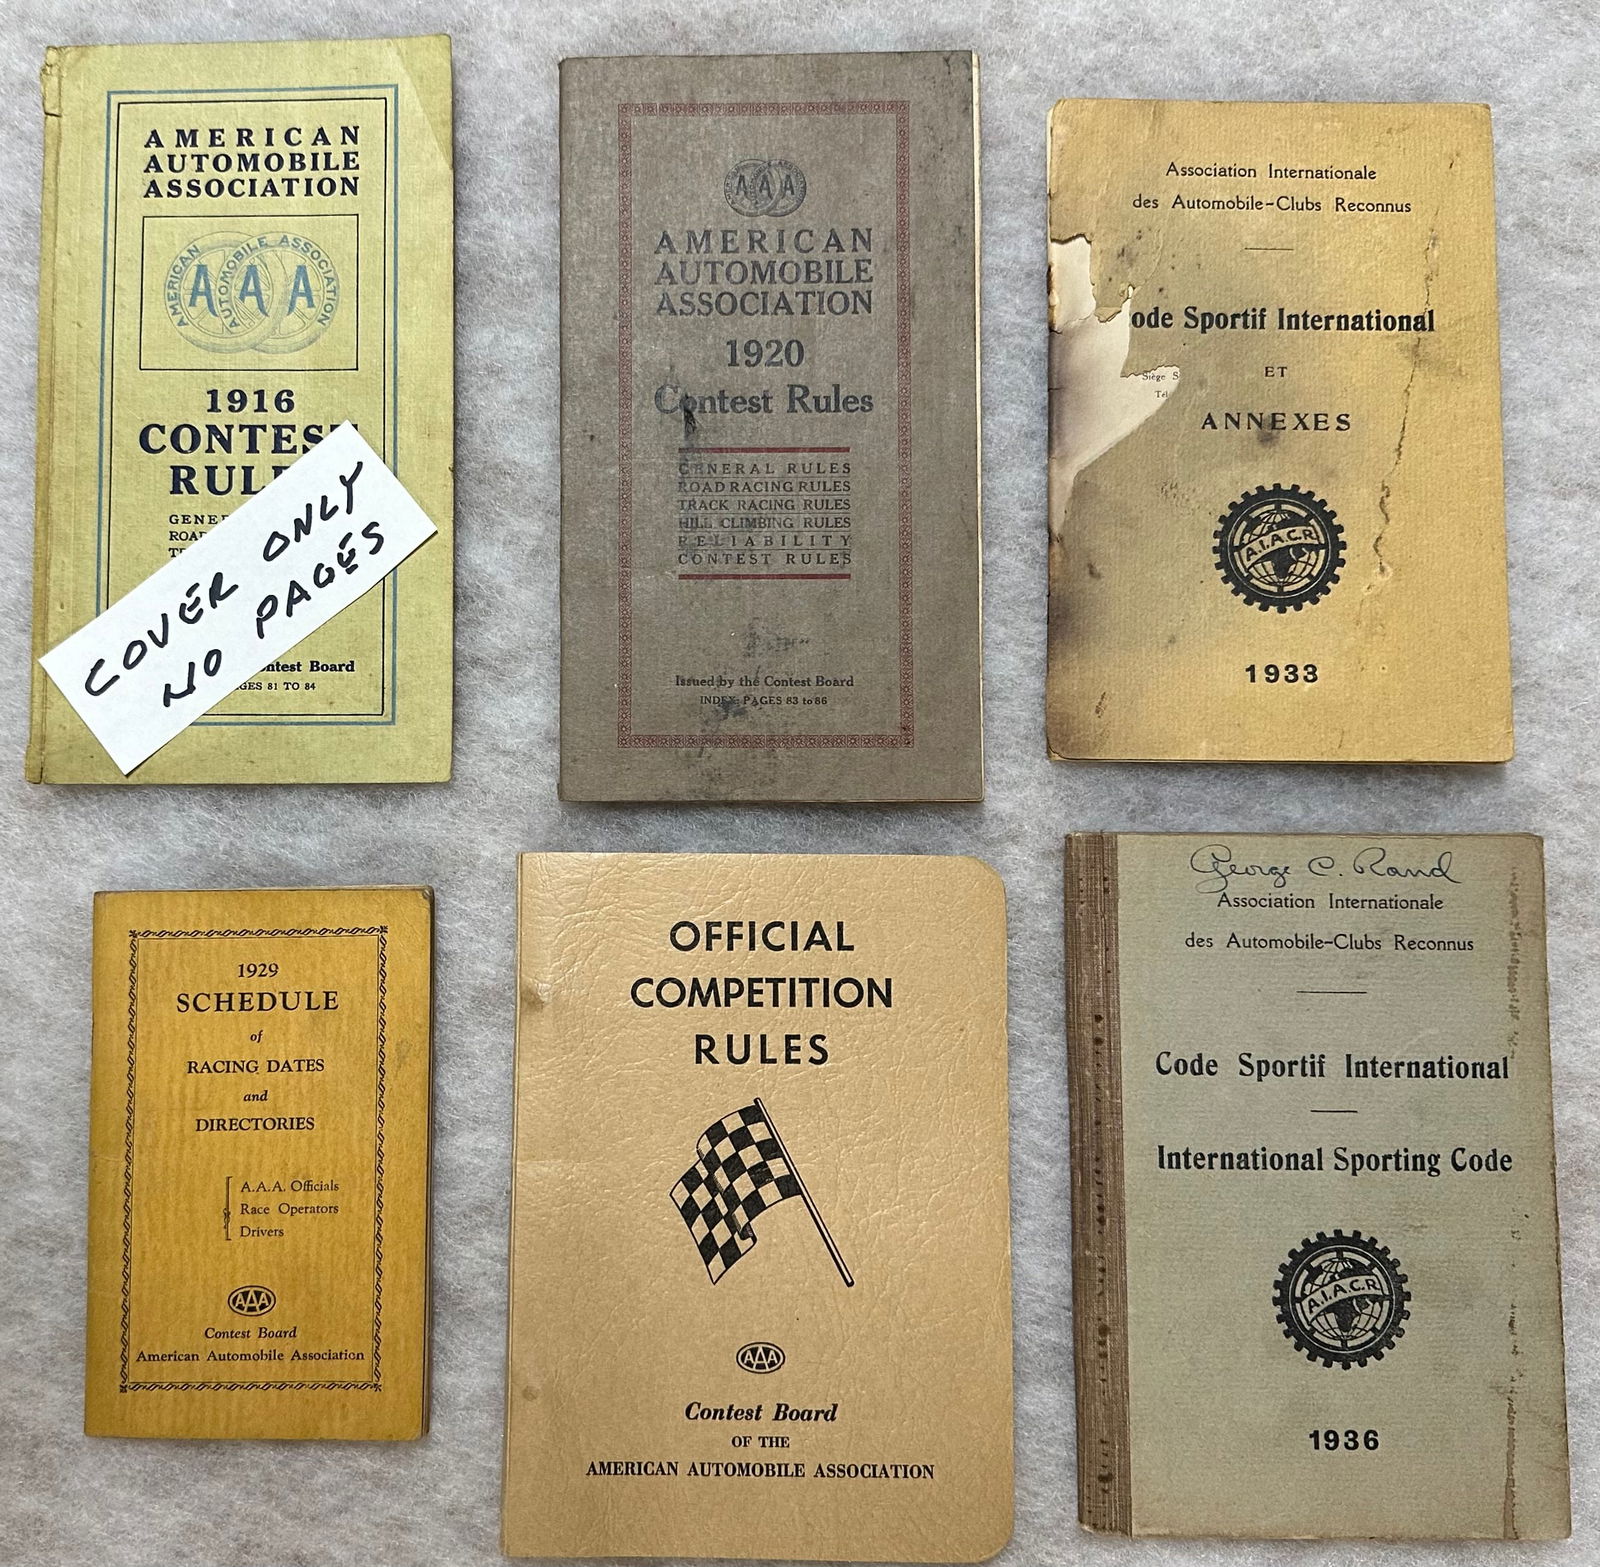 AMERICAN
AUTOMOBILE
ASSOCIATION
AMERICAN AUTOMOBILE ASSOCIATION
A A A
1916
CONTEST
RUL
GENE
ROA
COVER ONLY
NO PAGES
ntest Board
GES 81 TO 84
AAA
AMERICAN
AUTOMOBILE
ASSOCIATION
1920
Contest Rules
GENERAL RULES
ROAD RACING RULES
TRACK RACING RULES
HILL CLIMBING RULES
RELIABILITY
CONTEST RULES
Issued by the Contest Board
INDEX: PAGES 83 to 86
Association Internationale
des Automobile-Clubs Reconnus
ode Sportif International
Siège S
Tél
ET
ANNEXES
A.I.A.C.R.
1933
1929
SCHEDULE
of
RACING DATES
and
DIRECTORIES
A.A.A. Officials
Race Operators
Drivers
AAA
Contest Board
American Automobile Association
OFFICIAL
COMPETITION
RULES
AAA
Contest Board
OF THE
AMERICAN AUTOMOBILE ASSOCIATION
George C. Rand
Association Internationale
des Automobile-Clubs Reconnus
Code Sportif International
International Sporting Code
A.I.A.C.R
1936